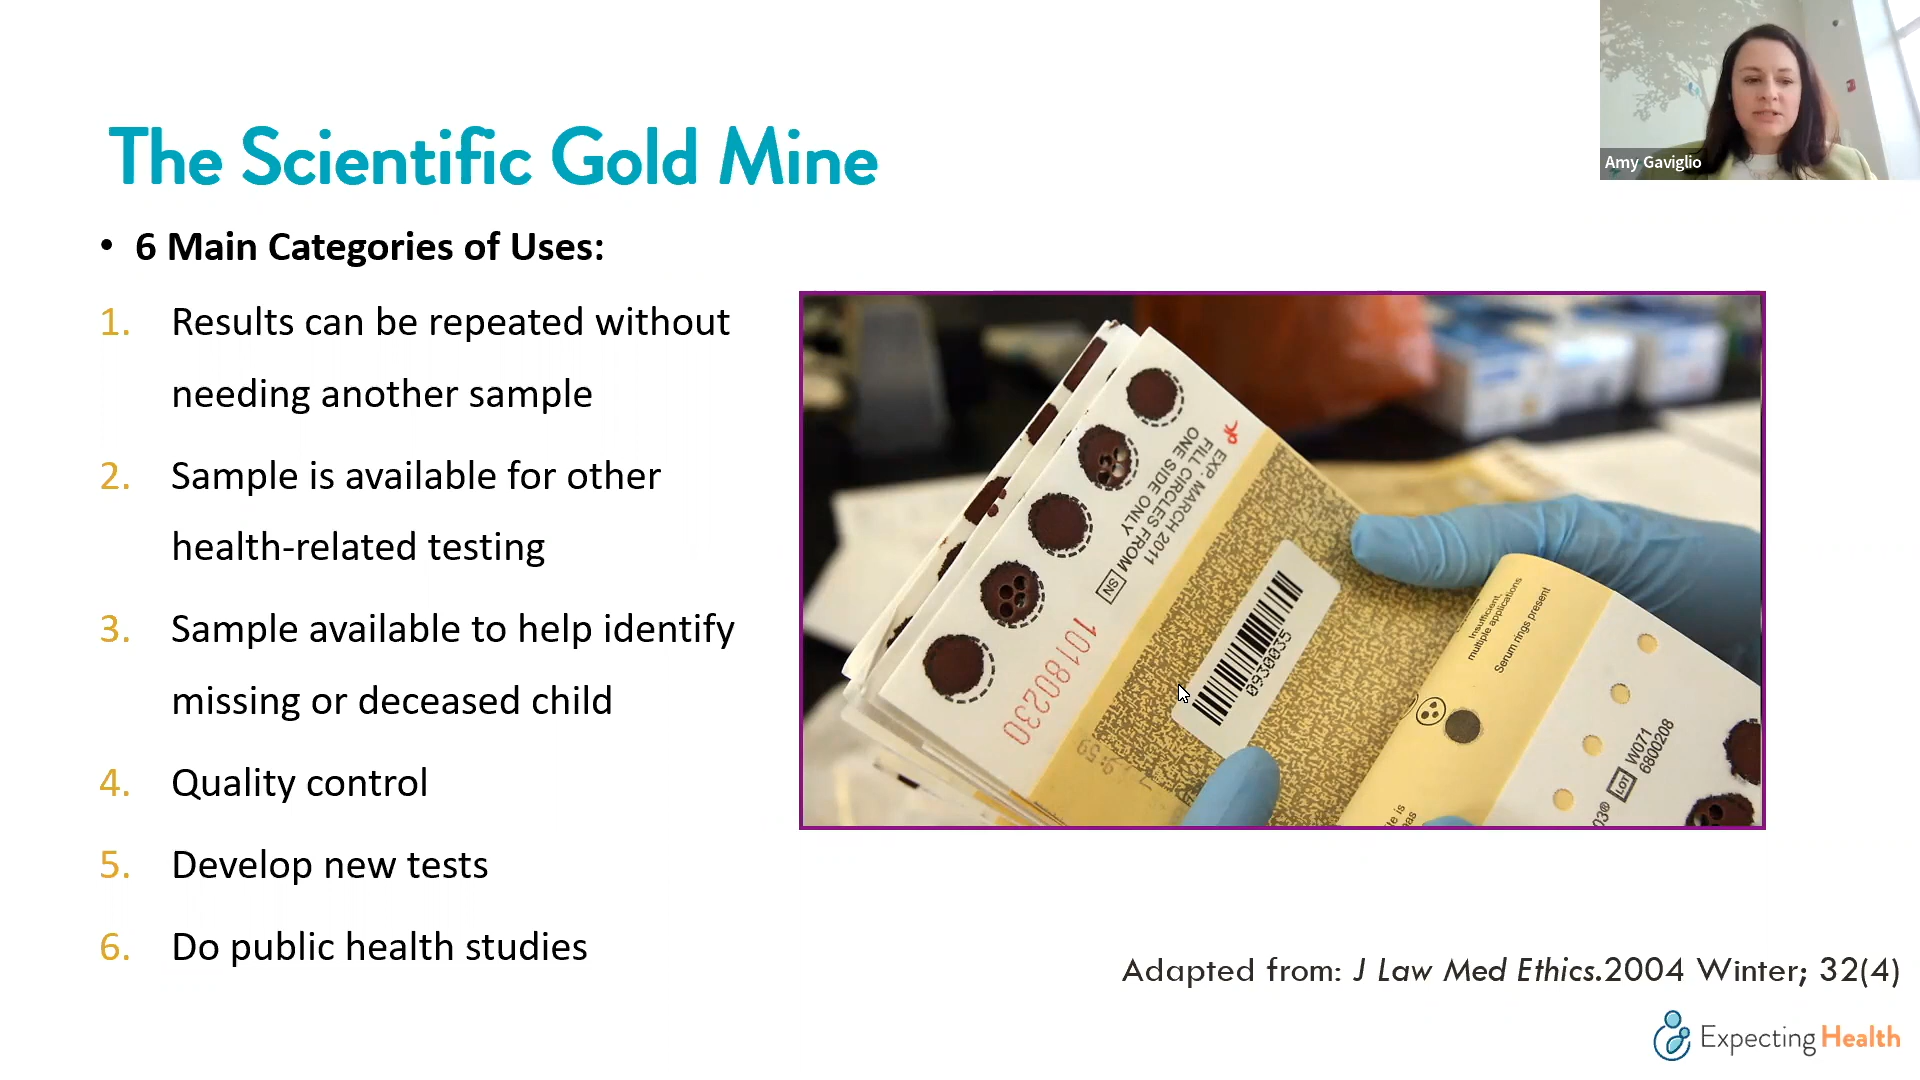 Amy Gaviglio
The Scientific Gold Mine
• 6 Main Categories of Uses:
1. Results can be repeated without
needing another sample
2. Sample is available for other
health-related testing
3. Sample available to help identify
missing or deceased child
4. Quality control
5. Develop new tests
6. Do public health studies
OK
EXP. MARCH 2011
FILL CIRCLES FROM
ONE SIDE ONLY
SN
10180230
0930035
Insufficient,
multiple applications
Serum rings present
LOT W071
6800208
Adapted from: J Law Med Ethics.2004 Winter; 32(4)
Expecting Health